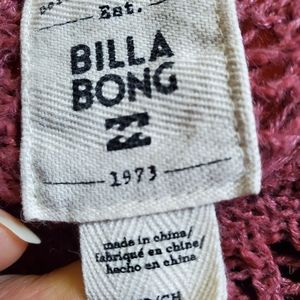 Est.
BILLA
BONG
1973
made in china/
fabriqué en chine/
hecho en china